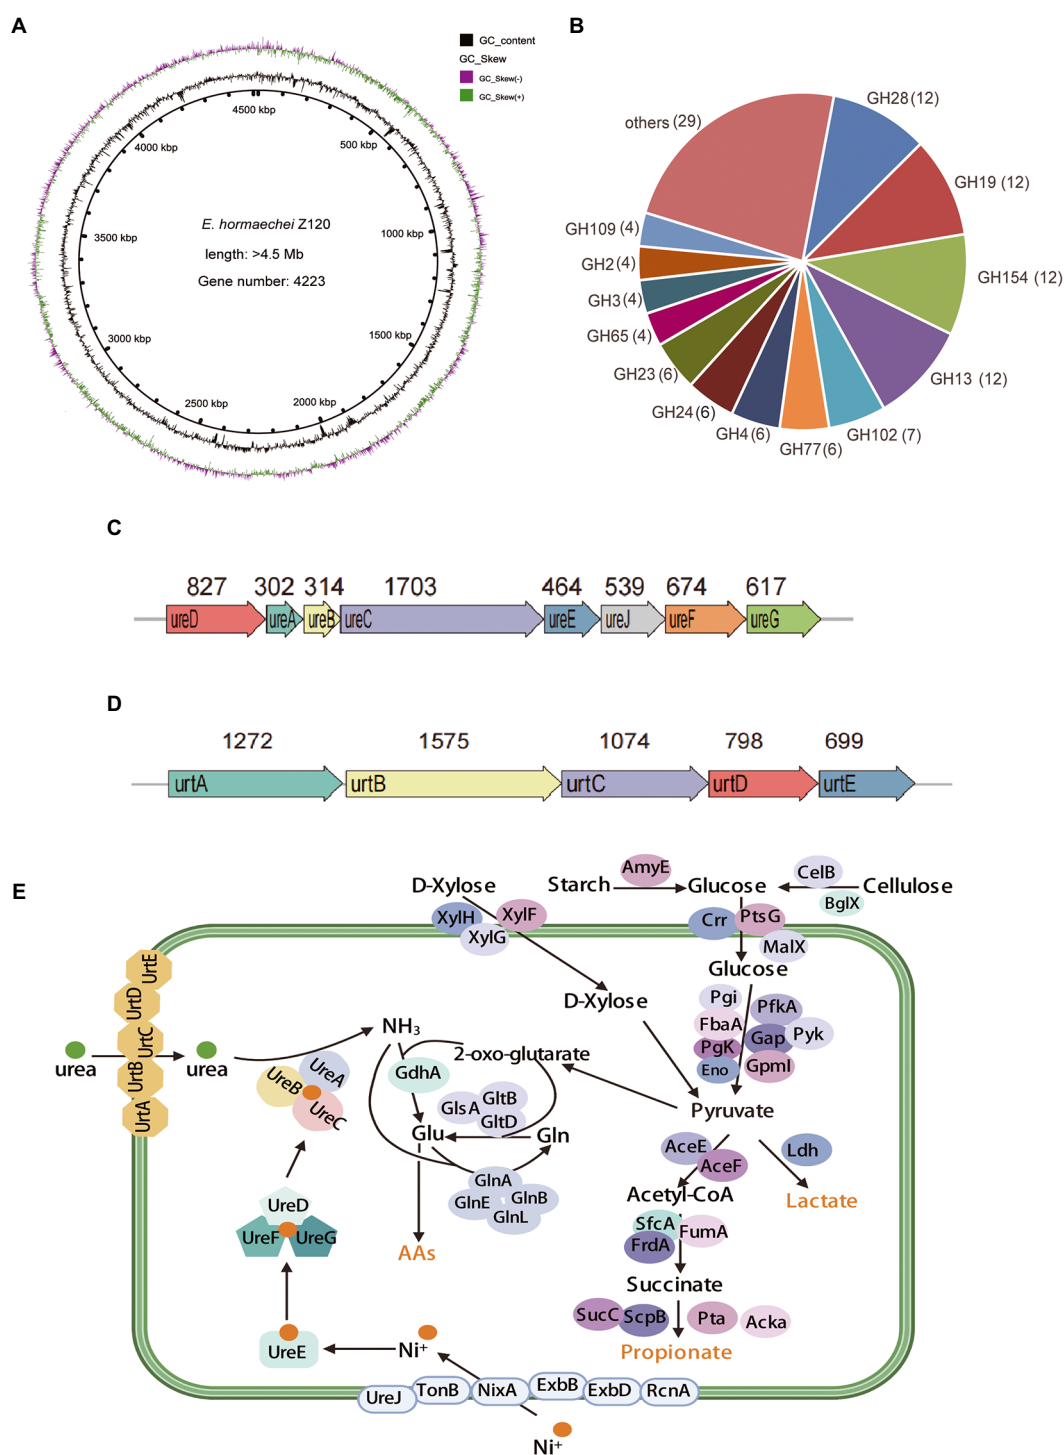 A
GC_content
GC_Skew
GC_Skew(-)
GC_Skew(+)
4500 kbp
500 kbp
4000 kbp
1000 kbp
3500 kbp
1500 kbp
3000 kbp
2000 kbp
2500 kbp
E. hormaechei Z120
length: >4.5 Mb
Gene number: 4223
B
others(29)
GH28(12)
GH19 (12)
GH154 (12)
GH13 (12)
GH102 (7)
GH77(6)
GH4(6)
GH24(6)
GH23(6)
GH65 (4)
GH3(4)
GH2(4)
GH109(4)
C
827 302 314 1703 464 539 674 617
ureD ureA ureB ureC ureE ureJ ureF ureG
D
1272 1575 1074 798 699
urtA urtB urtC urtD urtE
E
D-Xylose
Starch
AmyE
Glucose
CelB
BglX
Cellulose
XylH
XylF
XylG
Crr
PtsG
MalX
Glucose
D-Xylose
Pgi
PfkA
FbaA
Gap
Pyk
PgK
Eno
GpmI
Pyruvate
UrtE
UrtD
UrtC
UrtB
UrtA
urea
urea
NH3
UreA
UreB
UreC
2-oxo-glutarate
GdhA
GlsA
GltB
GltD
Glu
Gln
GlnA
GlnE
GlnB
GlnL
AAs
AceE
AceF
Ldh
Lactate
Acetyl-CoA
SfcA
FumA
FrdA
Succinate
SucC
ScpB
Pta
Acka
Propionate
UreD
UreF
UreG
UreE
Ni+
UreJ
TonB
NixA
ExbB
ExbD
RcnA
Ni+